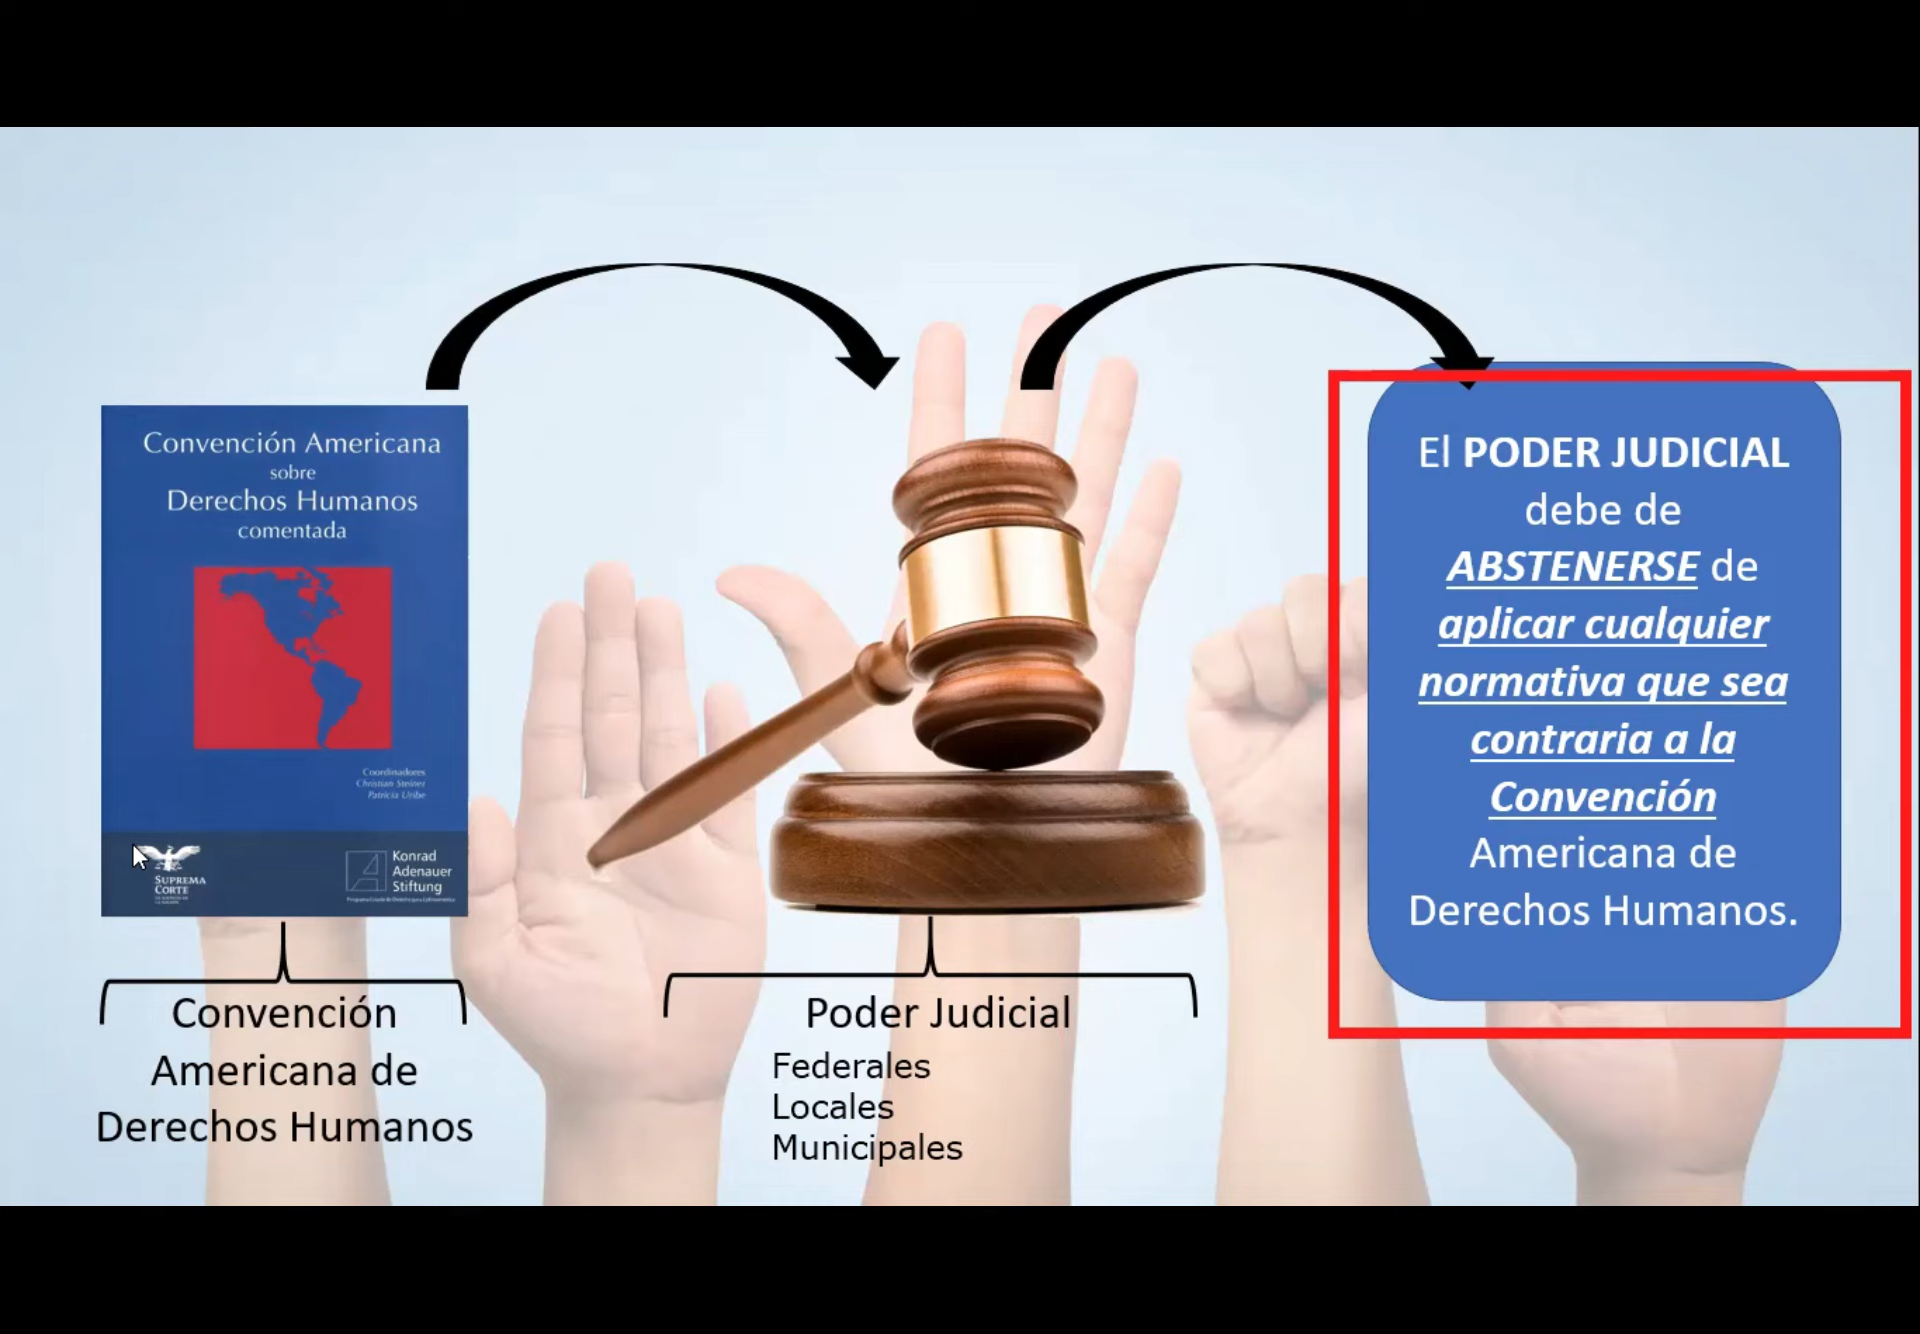 Convención Americana
sobre
Derechos Humanos
comentada
Coordinadores
Christian Steiner
Patricia Uribe
SUPREMA
CORTE
Konrad
Adenauer
Stiftung
Convención
Americana de
Derechos Humanos
Poder Judicial
Federales
Locales
Municipales
El PODER JUDICIAL
debe de
ABSTENERSE de
aplicar cualquier
normativa que sea
contraria a la
Convención
Americana de
Derechos Humanos.